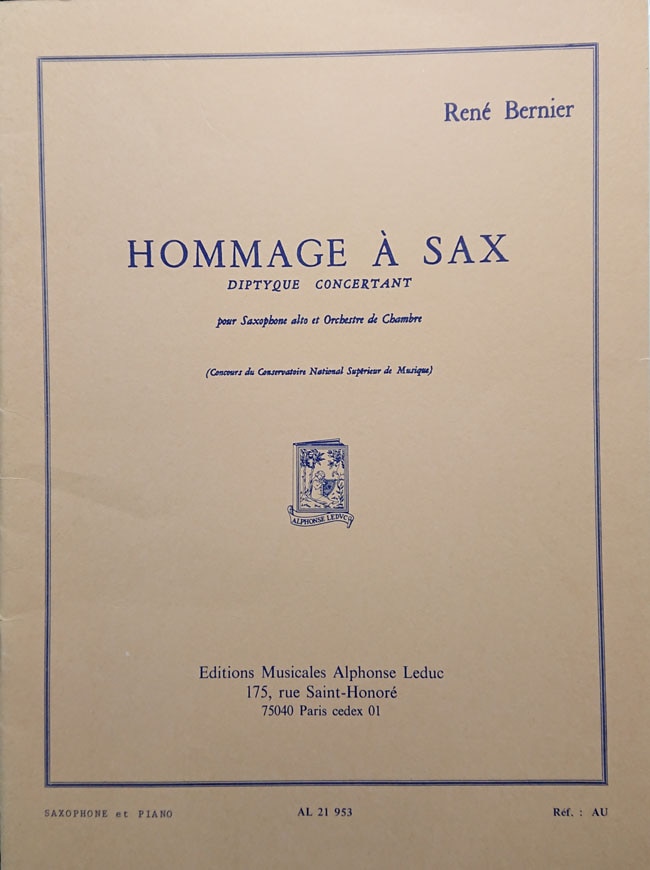 René Bernier
HOMMAGE À SAX
DIPTYQUE CONCERTANT
pour Saxophone alto et Orchestre de Chambre
(Concours du Conservatoire National Supérieur de Musique)
ALPHONSE LEDVC
Editions Musicales Alphonse Leduc
175, rue Saint-Honoré
75040 Paris cedex 01
SAXOPHONE et PIANO
AL 21 953
Réf. : AU